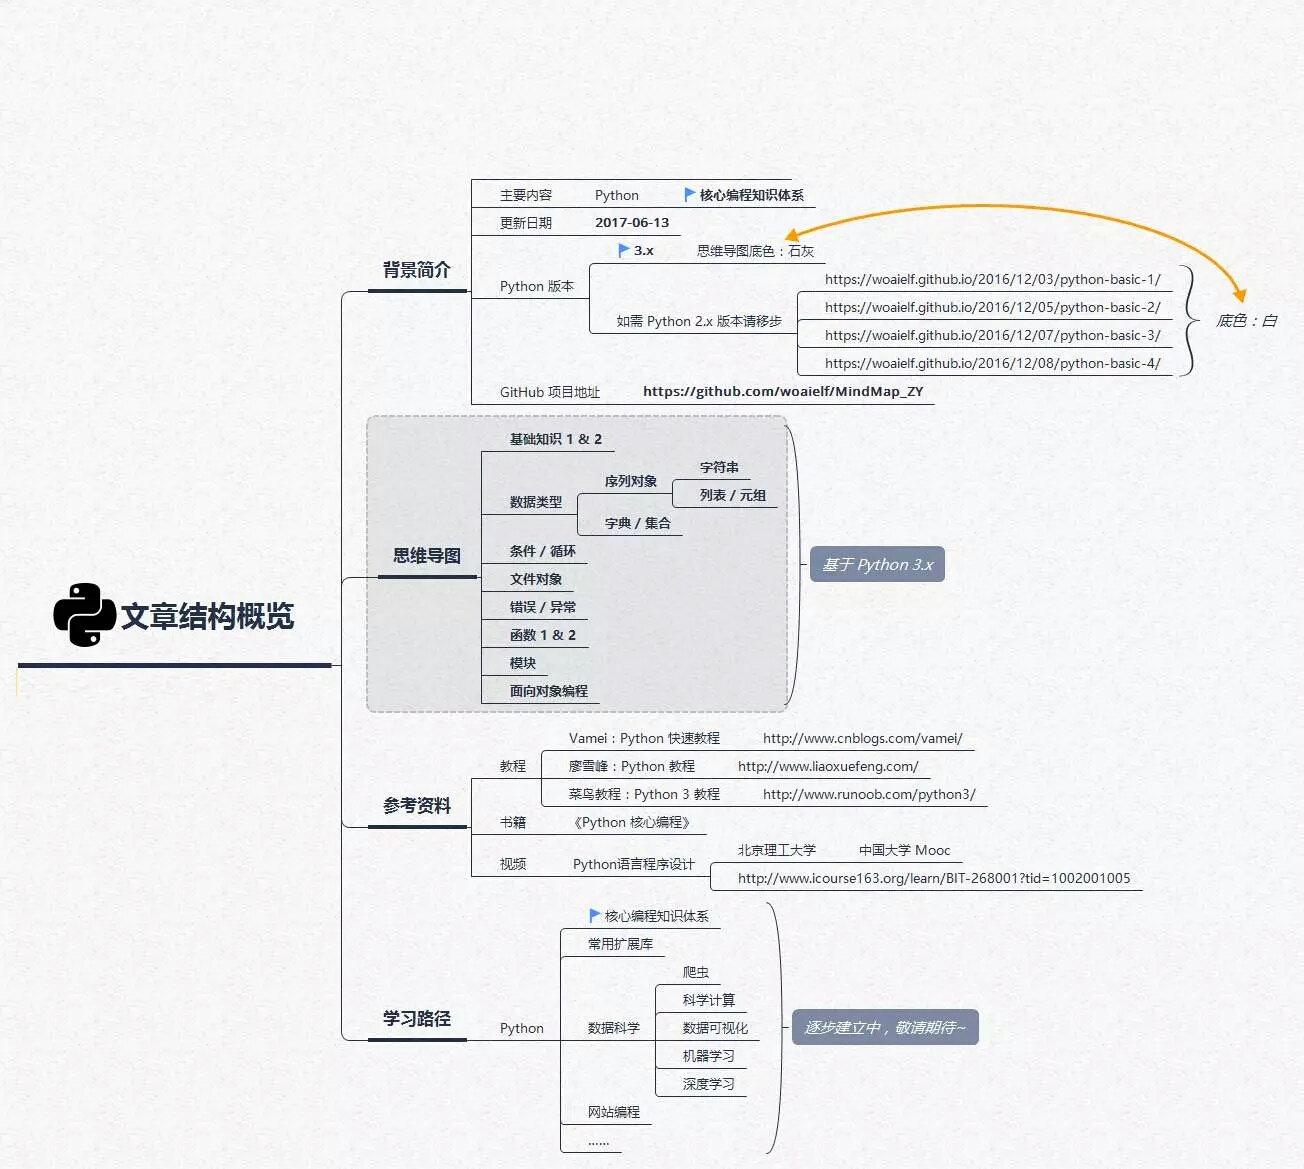 文章结构概览
背景简介
主要内容 Python 核心编程知识体系
更新日期 2017-06-13
Python 版本
3.x 思维导图底色：石灰
如需 Python 2.x 版本请移步
https://woaielf.github.io/2016/12/03/python-basic-1/
https://woaielf.github.io/2016/12/05/python-basic-2/
https://woaielf.github.io/2016/12/07/python-basic-3/
https://woaielf.github.io/2016/12/08/python-basic-4/
底色：白
GitHub 项目地址 https://github.com/woaielf/MindMap_ZY
思维导图
基础知识 1 & 2
数据类型
序列对象
字符串
列表 / 元组
字典 / 集合
条件 / 循环
文件对象
错误 / 异常
函数 1 & 2
模块
面向对象编程
基于 Python 3.x
参考资料
教程
Vamei：Python 快速教程 http://www.cnblogs.com/vamei/
廖雪峰：Python 教程 http://www.liaoxuefeng.com/
菜鸟教程：Python 3 教程 http://www.runoob.com/python3/
书籍 《Python 核心编程》
视频 Python语言程序设计
北京理工大学 中国大学 Mooc
http://www.icourse163.org/learn/BIT-268001?tid=1002001005
学习路径
Python
核心编程知识体系
常用扩展库
数据科学
爬虫
科学计算
数据可视化
机器学习
深度学习
网站编程
......
逐步建立中，敬请期待~